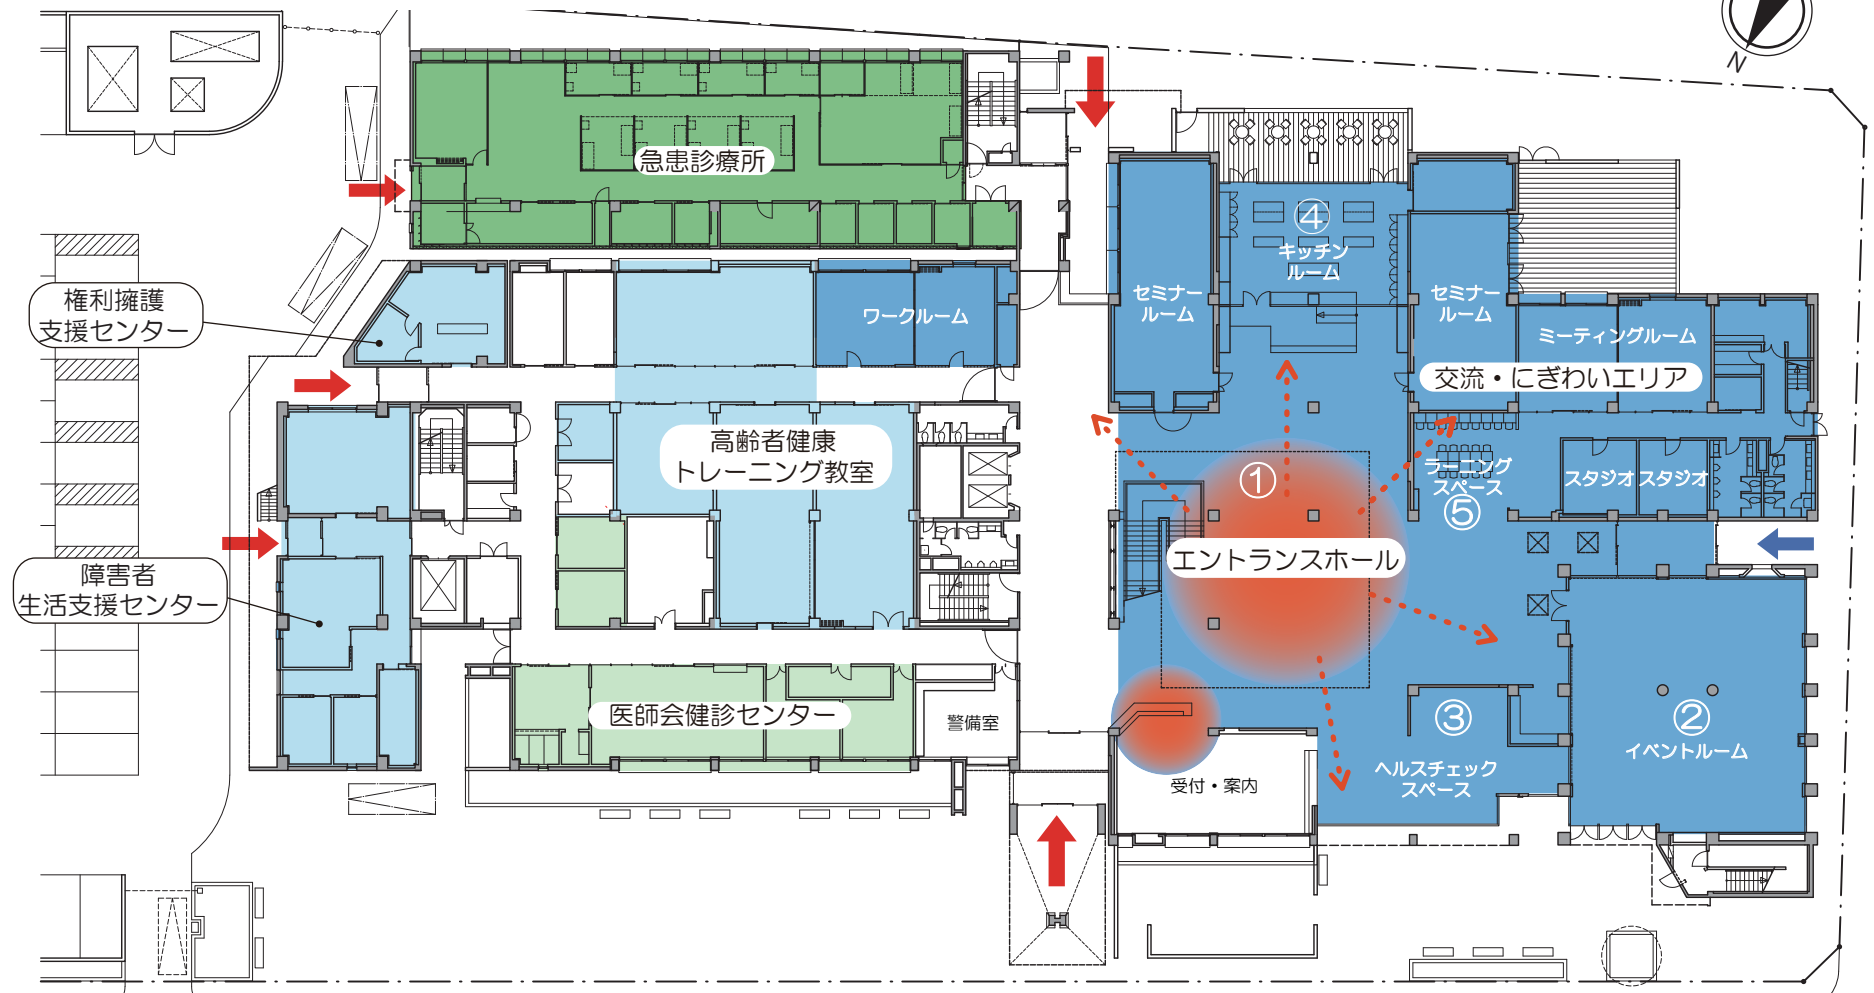 N
急患診療所
④
キッチン
ルーム
権利擁護
支援センター
セミナー
ルーム
セミナー
ルーム
ワークルーム
ミーティングルーム
交流・にぎわいエリア
高齢者健康
トレーニング教室
①
ラーニング
スペース
⑤
スタジオ
スタジオ
エントランスホール
障害者
生活支援センター
医師会健診センター
警備室
③
②
イベントルーム
ヘルスチェック
スペース
受付・案内